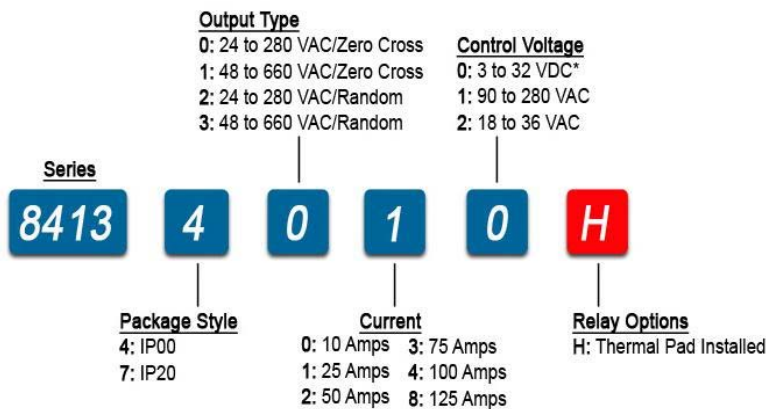 Output Type
0: 24 to 280 VAC/Zero Cross
1: 48 to 660 VAC/Zero Cross
2: 24 to 280 VAC/Random
3: 48 to 660 VAC/Random
Control Voltage
0: 3 to 32 VDC*
1: 90 to 280 VAC
2: 18 to 36 VAC
Series
8413 4 0 1 0 H
Package Style
4: IP00
7: IP20
Current
0: 10 Amps 3: 75 Amps
1: 25 Amps 4: 100 Amps
2: 50 Amps 8: 125 Amps
Relay Options
H: Thermal Pad Installed